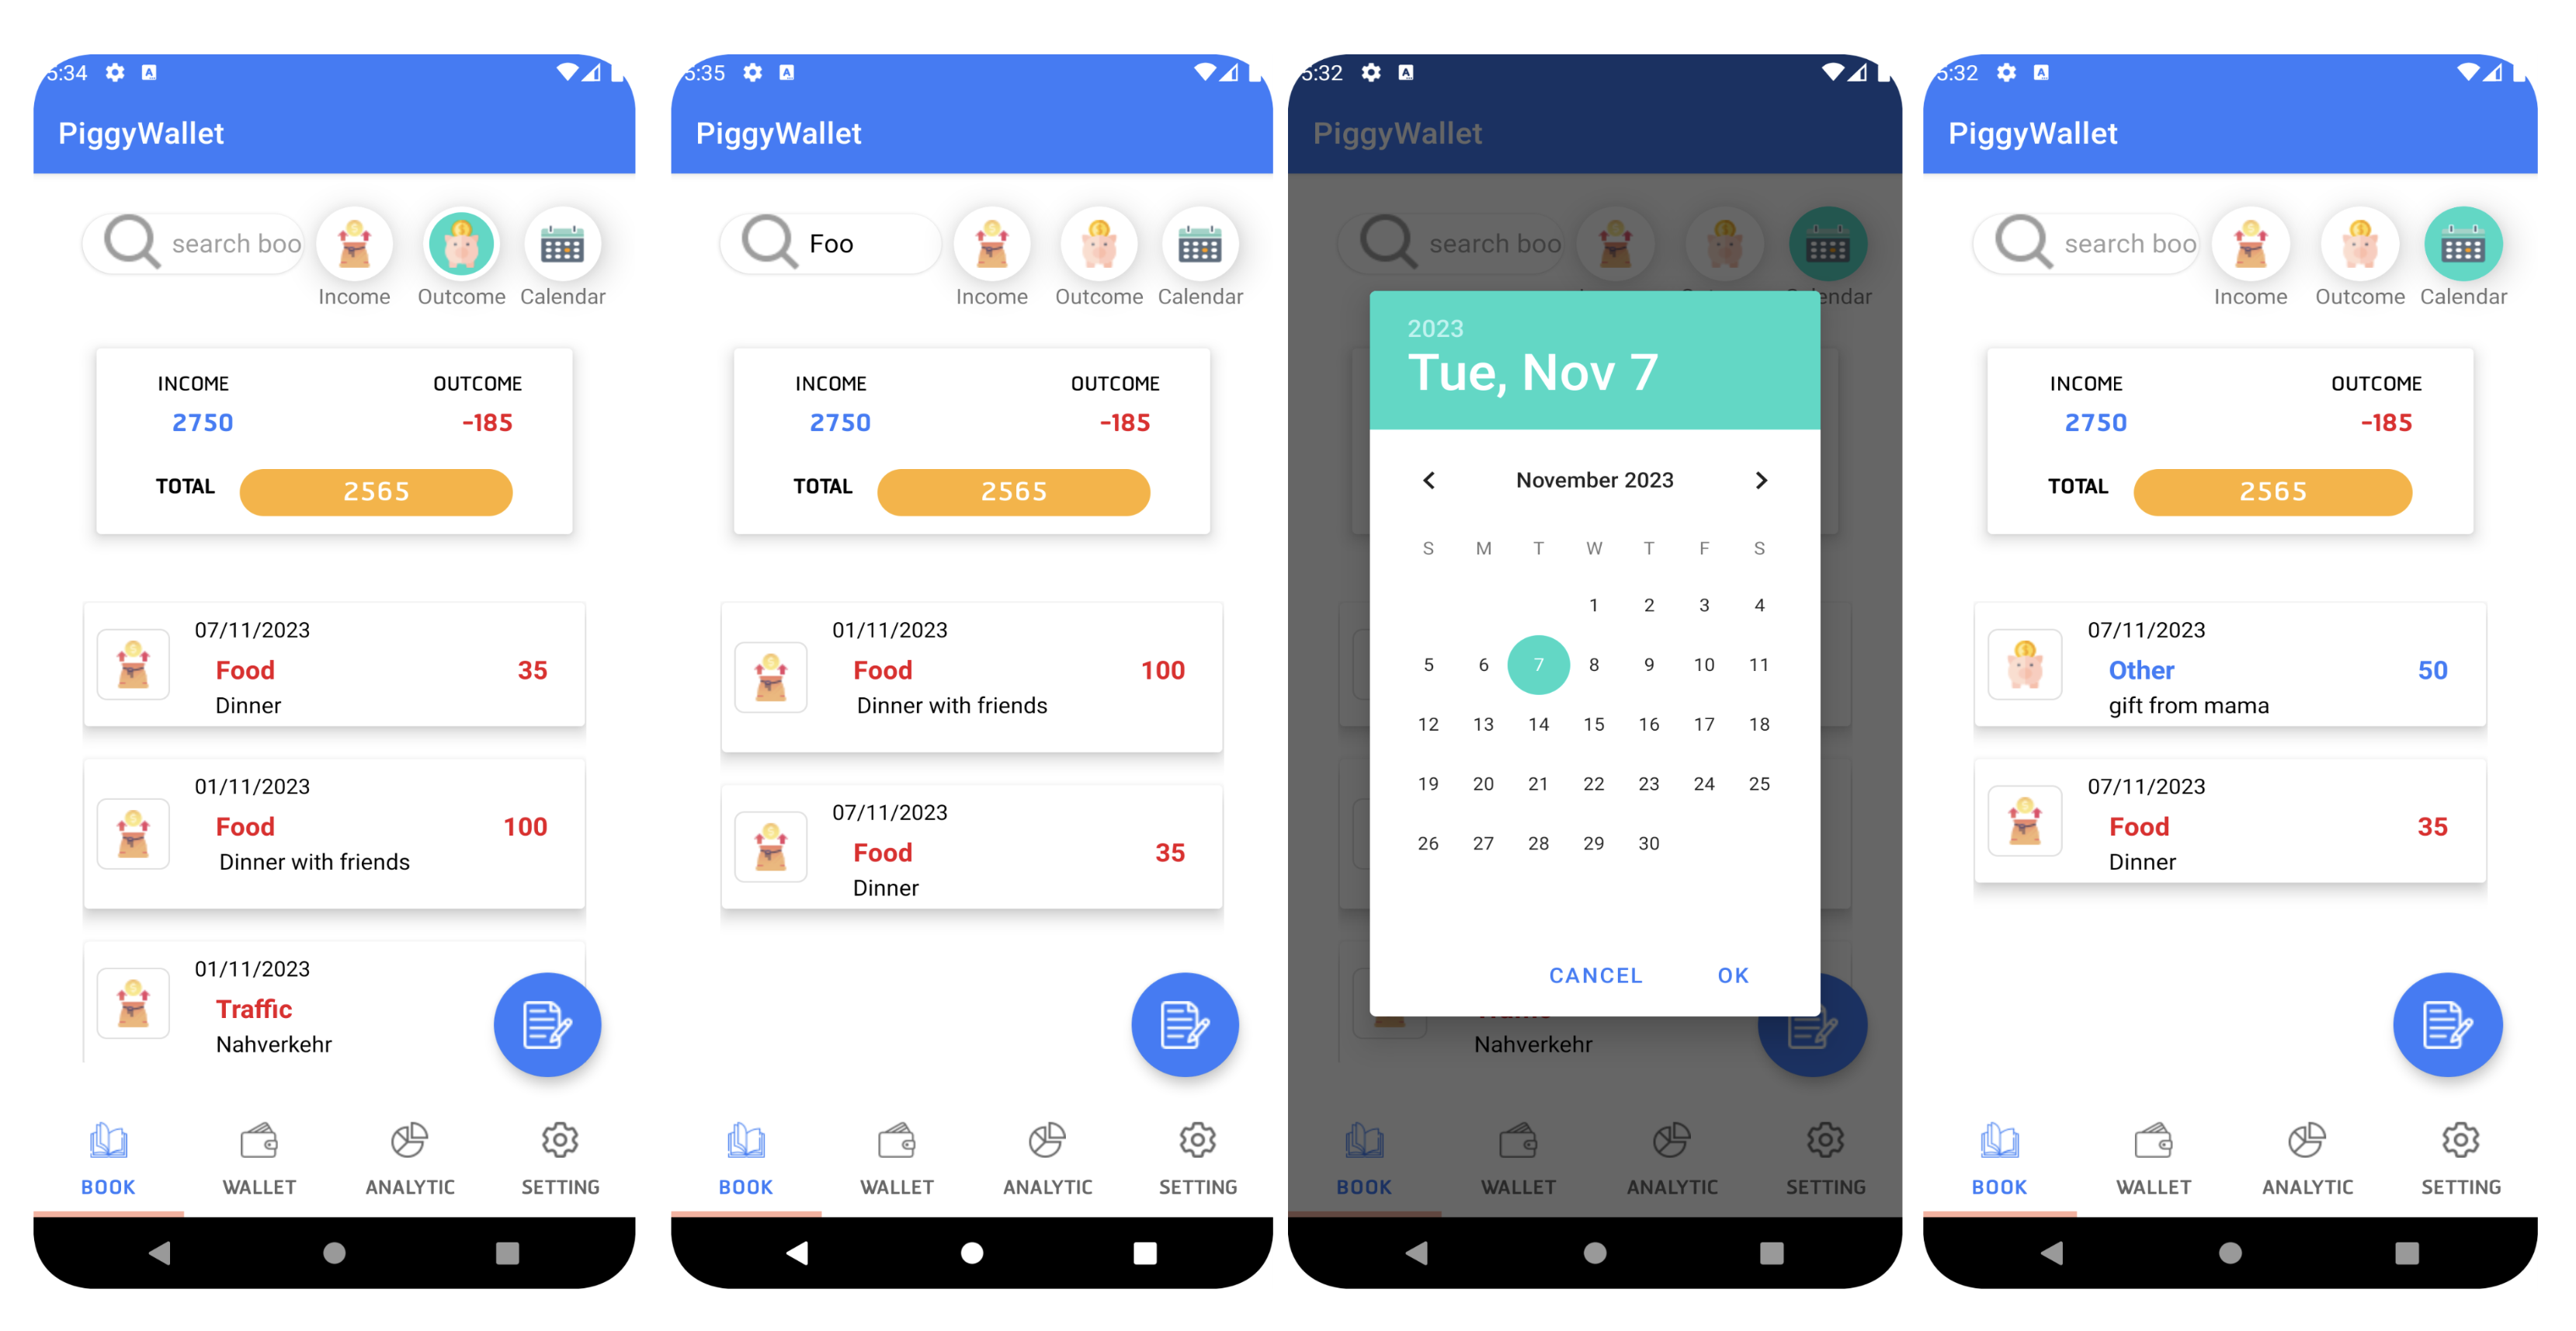 5:34
PiggyWallet
search boo
Income Outcome Calendar
INCOME OUTCOME
2750 -185
TOTAL 2565
07/11/2023
Food 35
Dinner
01/11/2023
Food 100
Dinner with friends
01/11/2023
Traffic
Nahverkehr
BOOK WALLET ANALYTIC SETTING
5:35
PiggyWallet
Foo
Income Outcome Calendar
INCOME OUTCOME
2750 -185
TOTAL 2565
01/11/2023
Food 100
Dinner with friends
07/11/2023
Food 35
Dinner
BOOK WALLET ANALYTIC SETTING
5:32
PiggyWallet
search boo
endar
2023
Tue, Nov 7
November 2023
S M T W T F S
1 2 3 4
5 6 7 8 9 10 11
12 13 14 15 16 17 18
19 20 21 22 23 24 25
26 27 28 29 30
CANCEL OK
Nahverkehr
BOOK WALLET ANALYTIC SETTING
5:32
PiggyWallet
search boo
Income Outcome Calendar
INCOME OUTCOME
2750 -185
TOTAL 2565
07/11/2023
Other 50
gift from mama
07/11/2023
Food 35
Dinner
BOOK WALLET ANALYTIC SETTING